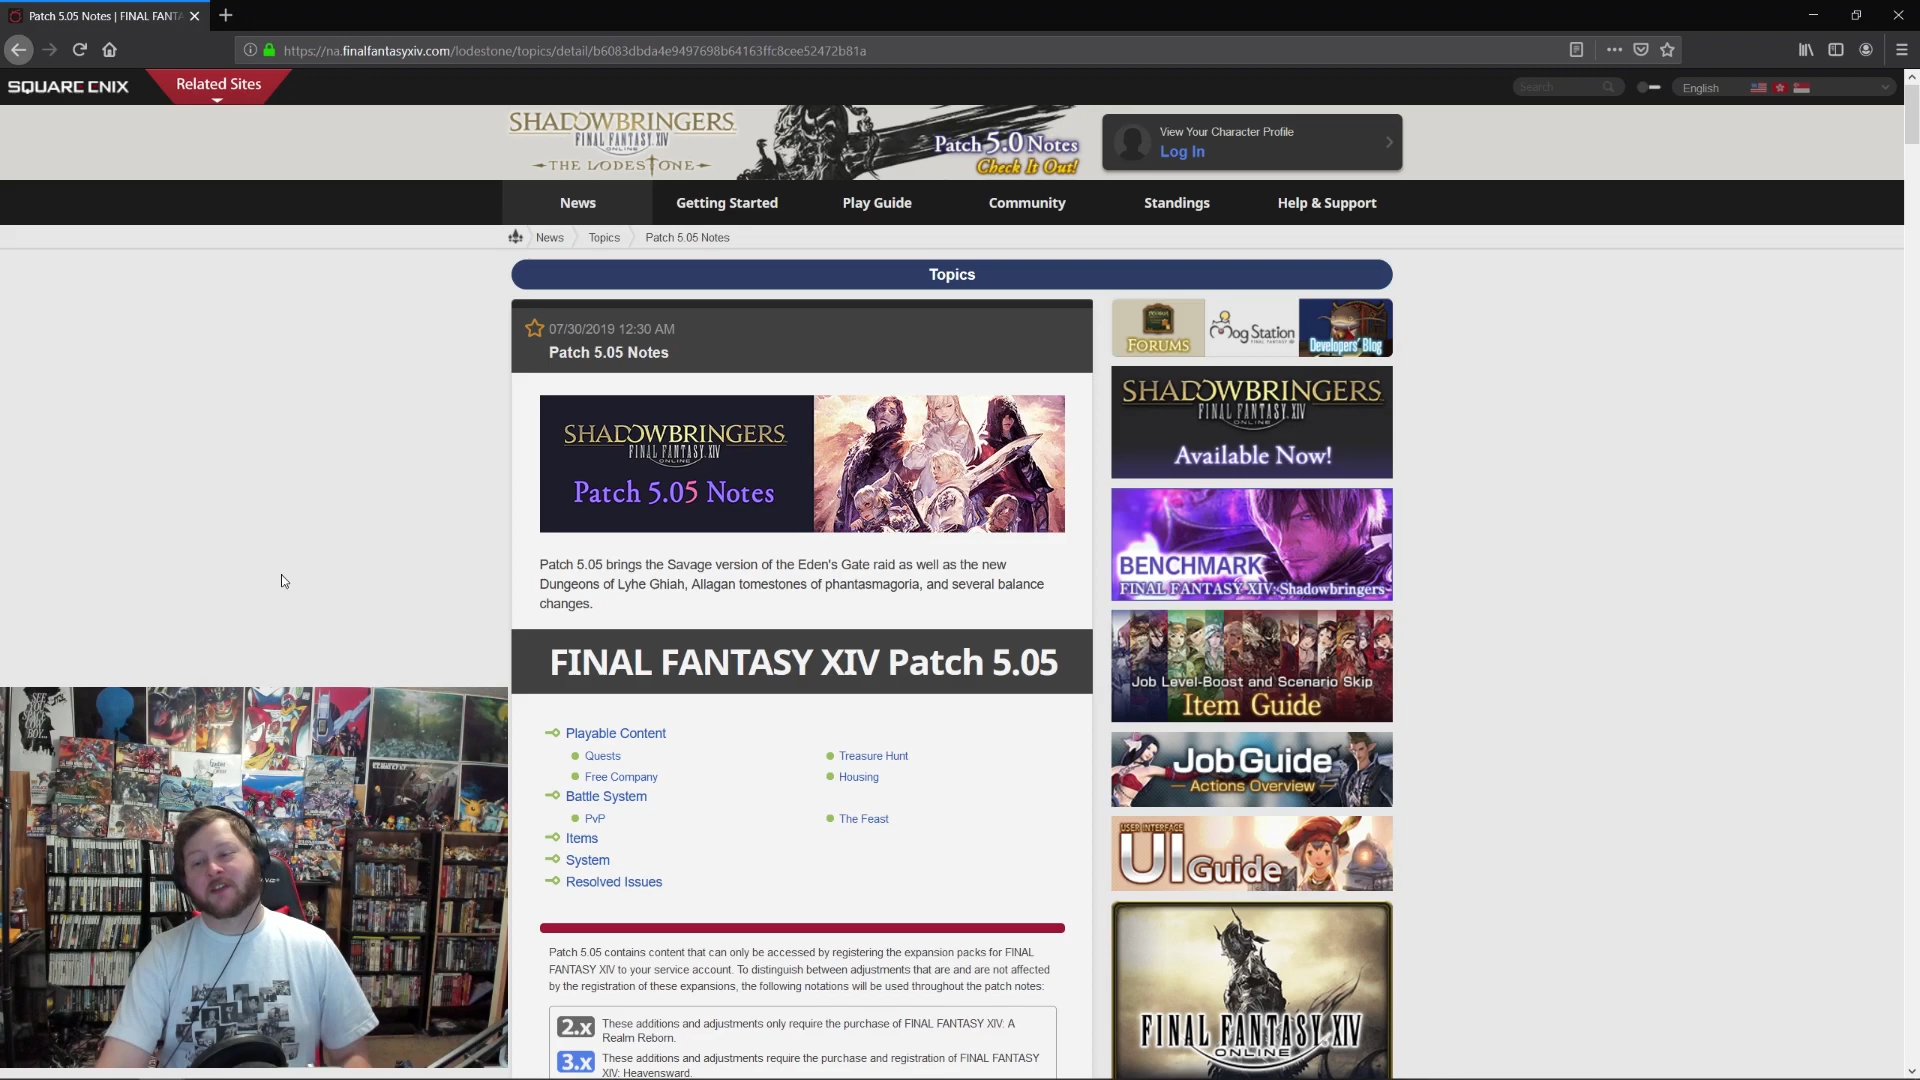 Patch 5.05 Notes | FINAL FANTA
https://na.finalfantasyxiv.com/lodestone/topics/detail/b6083dbda4e9497698b64163ffc8cee52472b81a
SQUARE ENIX
Related Sites
Search
English
SHADOWBRINGERS
FINAL FANTASY XIV
ONLINE
THE LODESTONE
Patch 5.0 Notes
Check It Out!
View Your Character Profile
Log In
News
Getting Started
Play Guide
Community
Standings
Help & Support
News
Topics
Patch 5.05 Notes
Topics
07/30/2019 12:30 AM
Patch 5.05 Notes
SHADOWBRINGERS
FINAL FANTASY XIV
ONLINE
Patch 5.05 Notes
Patch 5.05 brings the Savage version of the Eden's Gate raid as well as the new
Dungeons of Lyhe Ghiah, Allagan tomestones of phantasmagoria, and several balance
changes.
FINAL FANTASY XIV Patch 5.05
Playable Content
Quests
Treasure Hunt
Free Company
Housing
Battle System
PvP
The Feast
Items
System
Resolved Issues
Patch 5.05 contains content that can only be accessed by registering the expansion packs for FINAL
FANTASY XIV to your service account. To distinguish between adjustments that are and are not affected
by the registration of these expansions, the following notations will be used throughout the patch notes:
2.x These additions and adjustments only require the purchase of FINAL FANTASY XIV: A
Realm Reborn.
3.x These additions and adjustments require the purchase and registration of FINAL FANTASY
XIV: Heavensward.
FORUMS
Mog Station
FINAL FANTASY XIV
Developers' Blog
SHADOWBRINGERS
FINAL FANTASY XIV
ONLINE
Available Now!
BENCHMARK
FINAL FANTASY XIV: Shadowbringers
Job Level-Boost and Scenario Skip
Item Guide
Job Guide
Actions Overview
USER INTERFACE
UI Guide
FINAL FANTASY XIV
ONLINE
SEE
YOU
SPACE
COW
BOY...